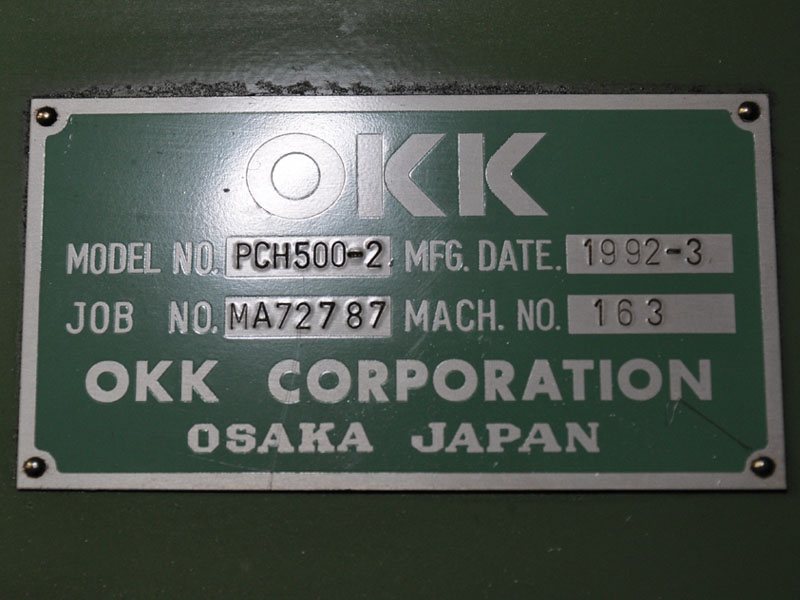 OKK
MODEL NO. PCH500-2 MFG. DATE. 1992-3
JOB NO. MA72787 MACH. NO. 163
OKK CORPORATION
OSAKA JAPAN